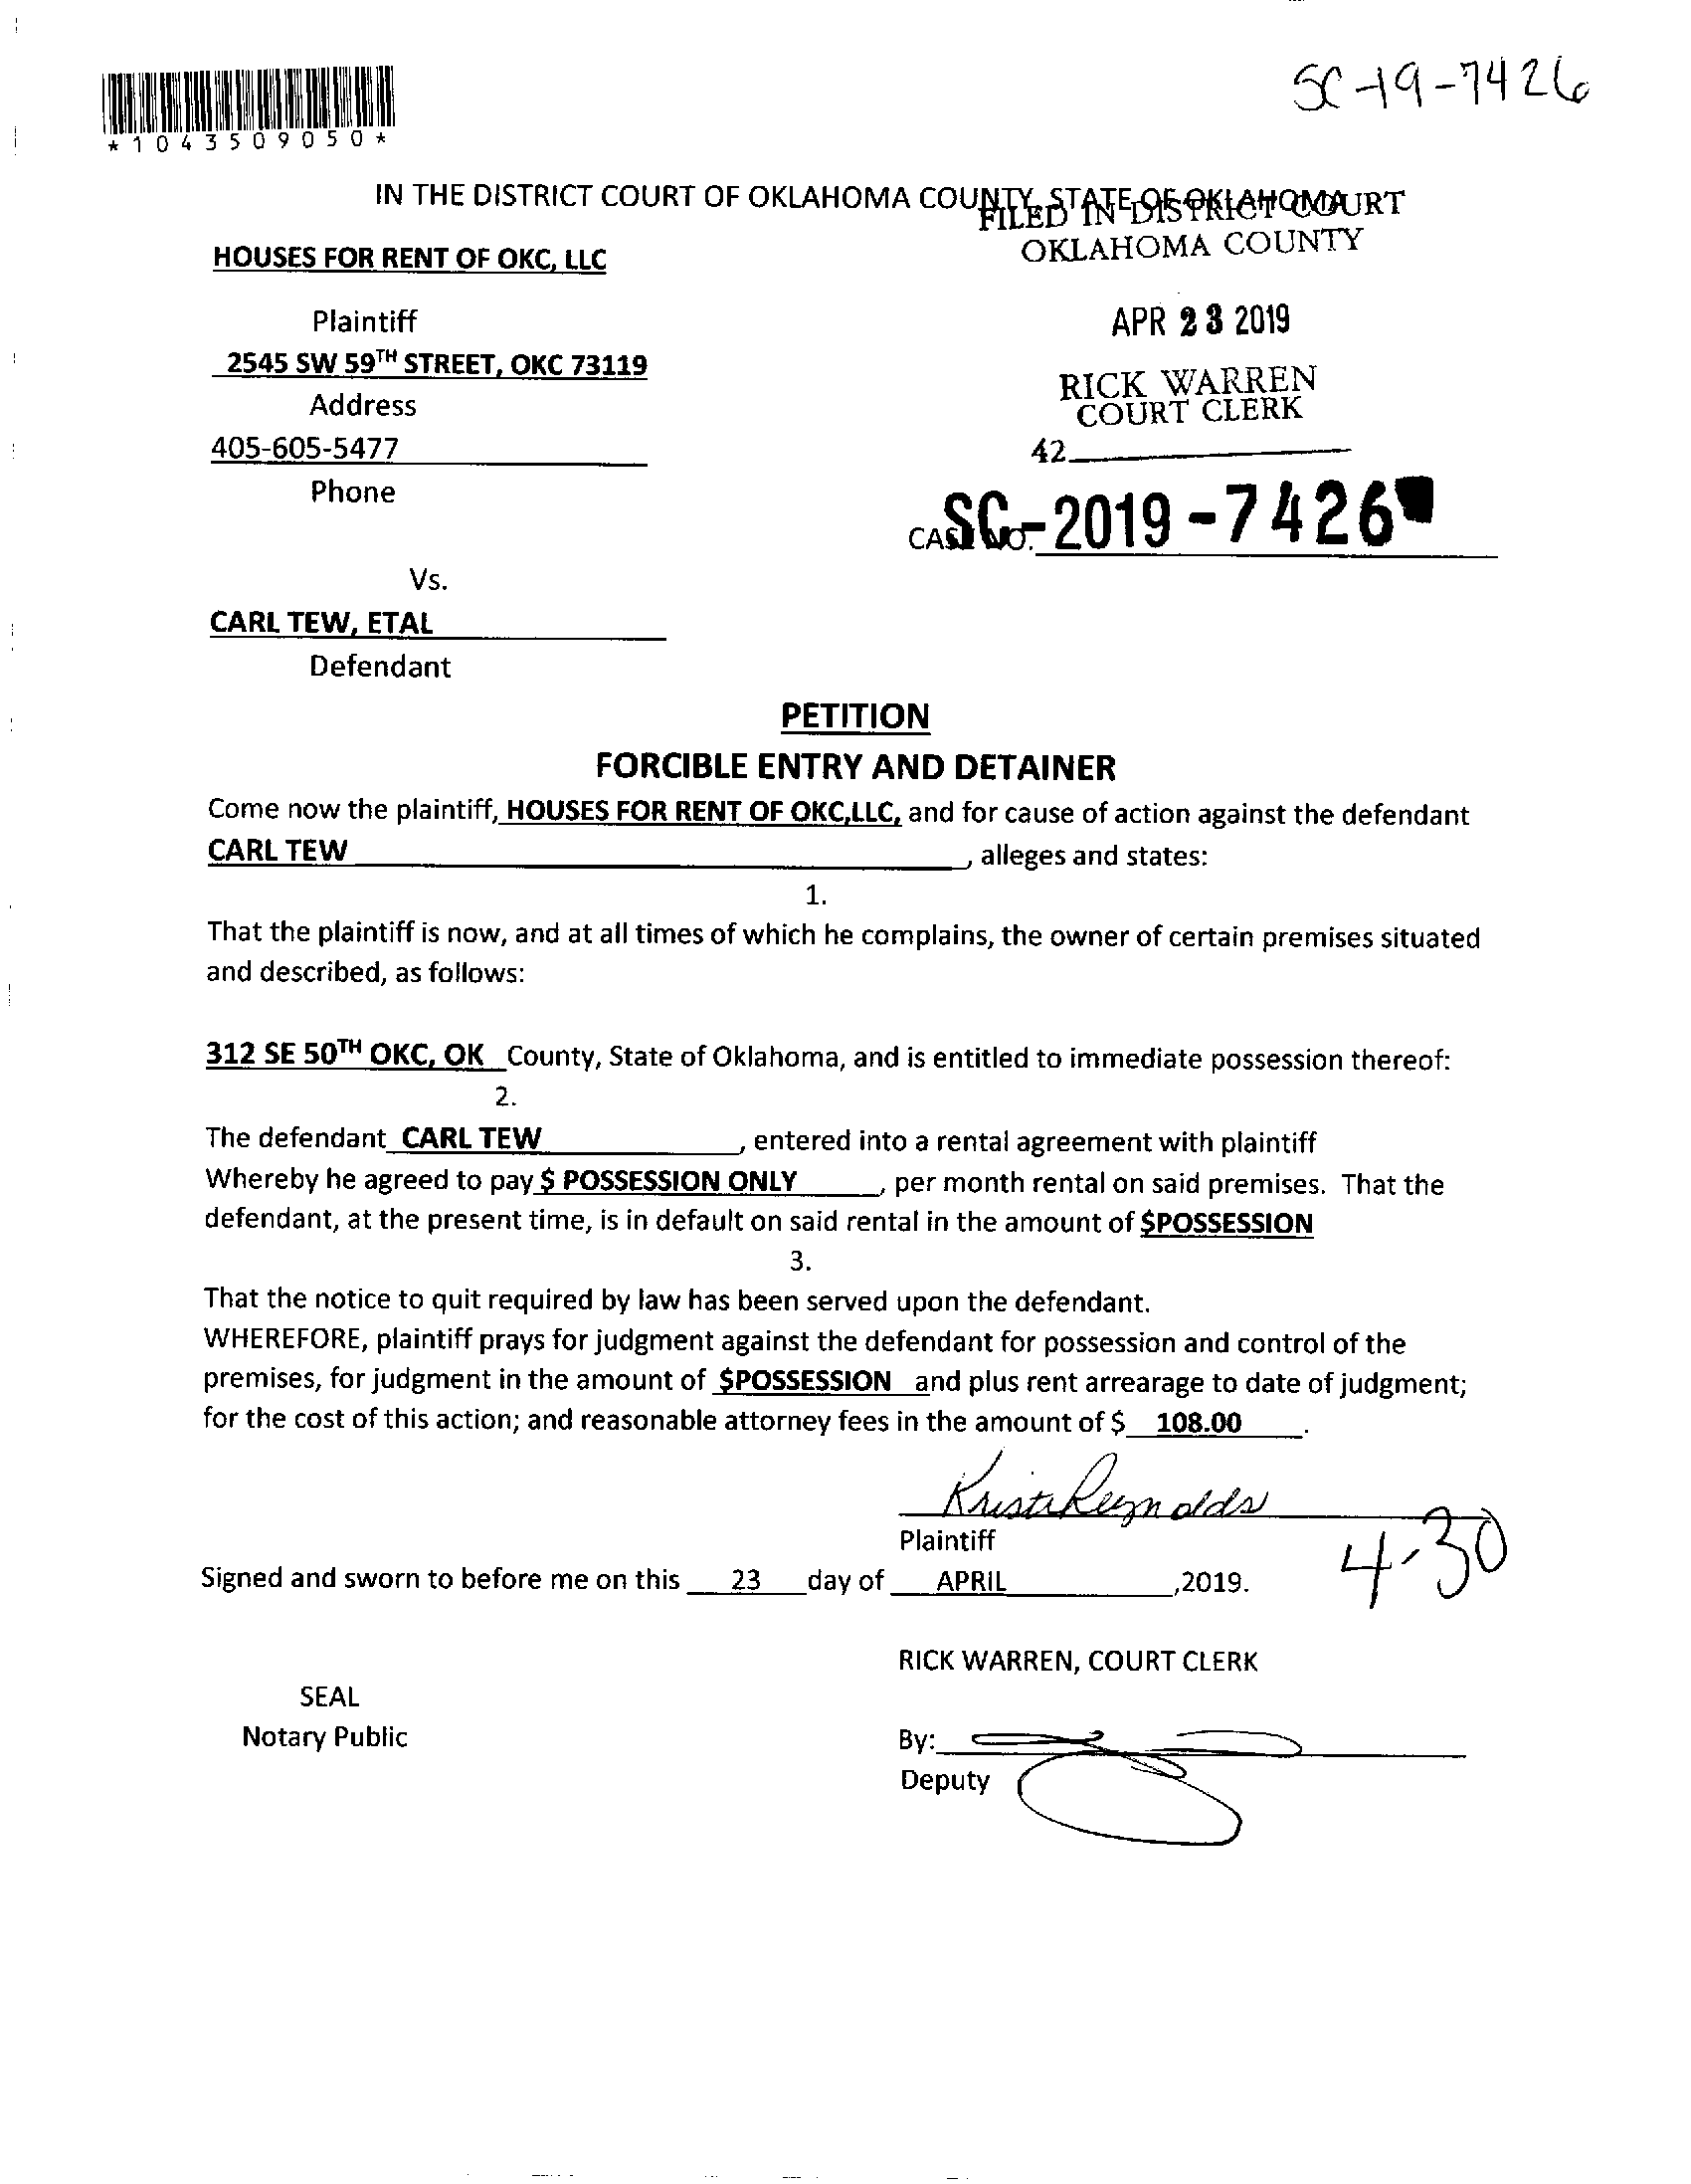 SC-19-7426
*1043509050*
IN THE DISTRICT COURT OF OKLAHOMA COUNTY, STATE OF OKLAHOMA
FILED IN DISTRICT COURT
OKLAHOMA COUNTY
HOUSES FOR RENT OF OKC, LLC
Plaintiff
APR 23 2019
2545 SW 59TH STREET, OKC 73119
RICK WARREN
Address
COURT CLERK
405-605-5477
42
Phone
CASE NO. SC-2019-7426
Vs.
CARL TEW, ETAL
Defendant
PETITION
FORCIBLE ENTRY AND DETAINER
Come now the plaintiff, HOUSES FOR RENT OF OKC,LLC, and for cause of action against the defendant
CARL TEW , alleges and states:
1.
That the plaintiff is now, and at all times of which he complains, the owner of certain premises situated
and described, as follows:
312 SE 50TH OKC, OK County, State of Oklahoma, and is entitled to immediate possession thereof:
2.
The defendant CARL TEW , entered into a rental agreement with plaintiff
Whereby he agreed to pay $ POSSESSION ONLY , per month rental on said premises. That the
defendant, at the present time, is in default on said rental in the amount of $POSSESSION
3.
That the notice to quit required by law has been served upon the defendant.
WHEREFORE, plaintiff prays for judgment against the defendant for possession and control of the
premises, for judgment in the amount of $POSSESSION and plus rent arrearage to date of judgment;
for the cost of this action; and reasonable attorney fees in the amount of $ 108.00 .
Kristi Reynolds
Plaintiff
4-30
Signed and sworn to before me on this 23 day of APRIL ,2019.
RICK WARREN, COURT CLERK
SEAL
Notary Public
By:
Deputy